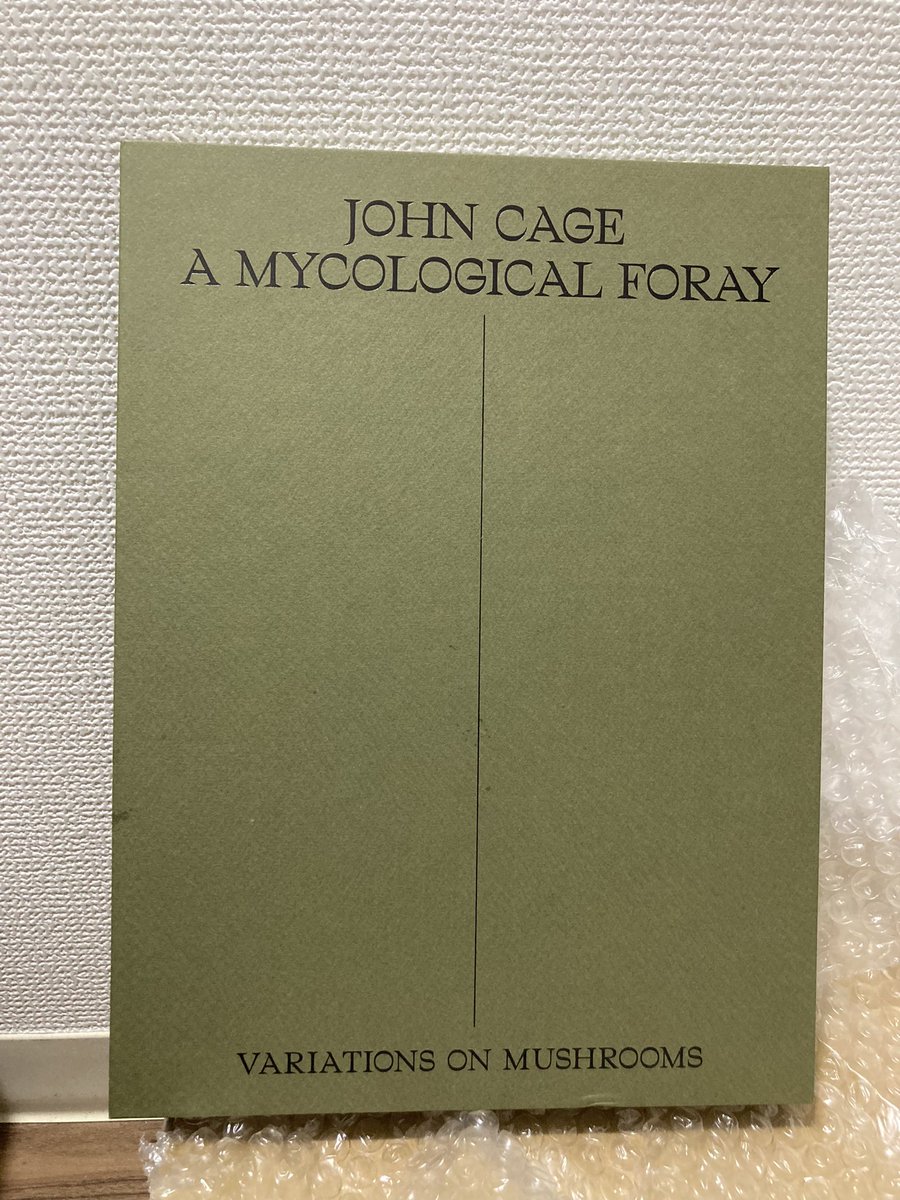 JOHN CAGE
A MYCOLOGICAL FORAY
VARIATIONS ON MUSHROOMS